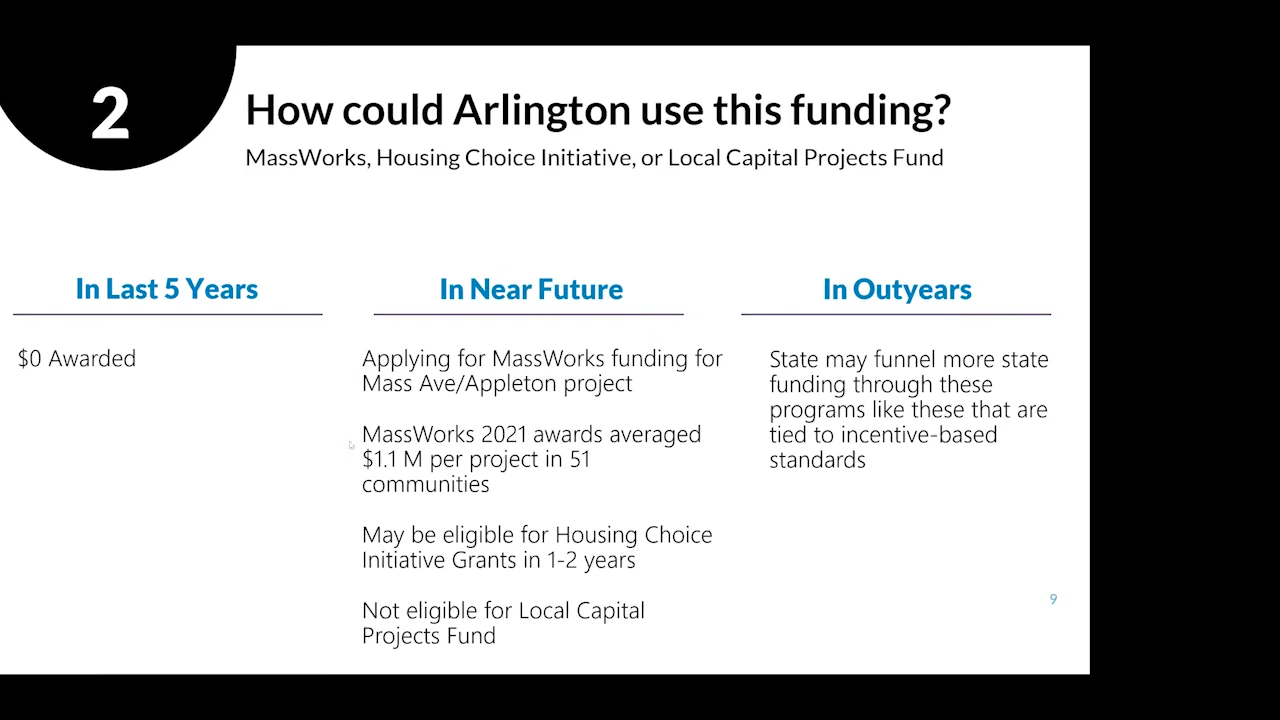 2
How could Arlington use this funding?
MassWorks, Housing Choice Initiative, or Local Capital Projects Fund
In Last 5 Years
$0 Awarded
In Near Future
Applying for MassWorks funding for
Mass Ave/Appleton project
MassWorks 2021 awards averaged
$1.1 M per project in 51
communities
May be eligible for Housing Choice
Initiative Grants in 1-2 years
Not eligible for Local Capital
Projects Fund
In Outyears
State may funnel more state
funding through these
programs like these that are
tied to incentive-based
standards
9